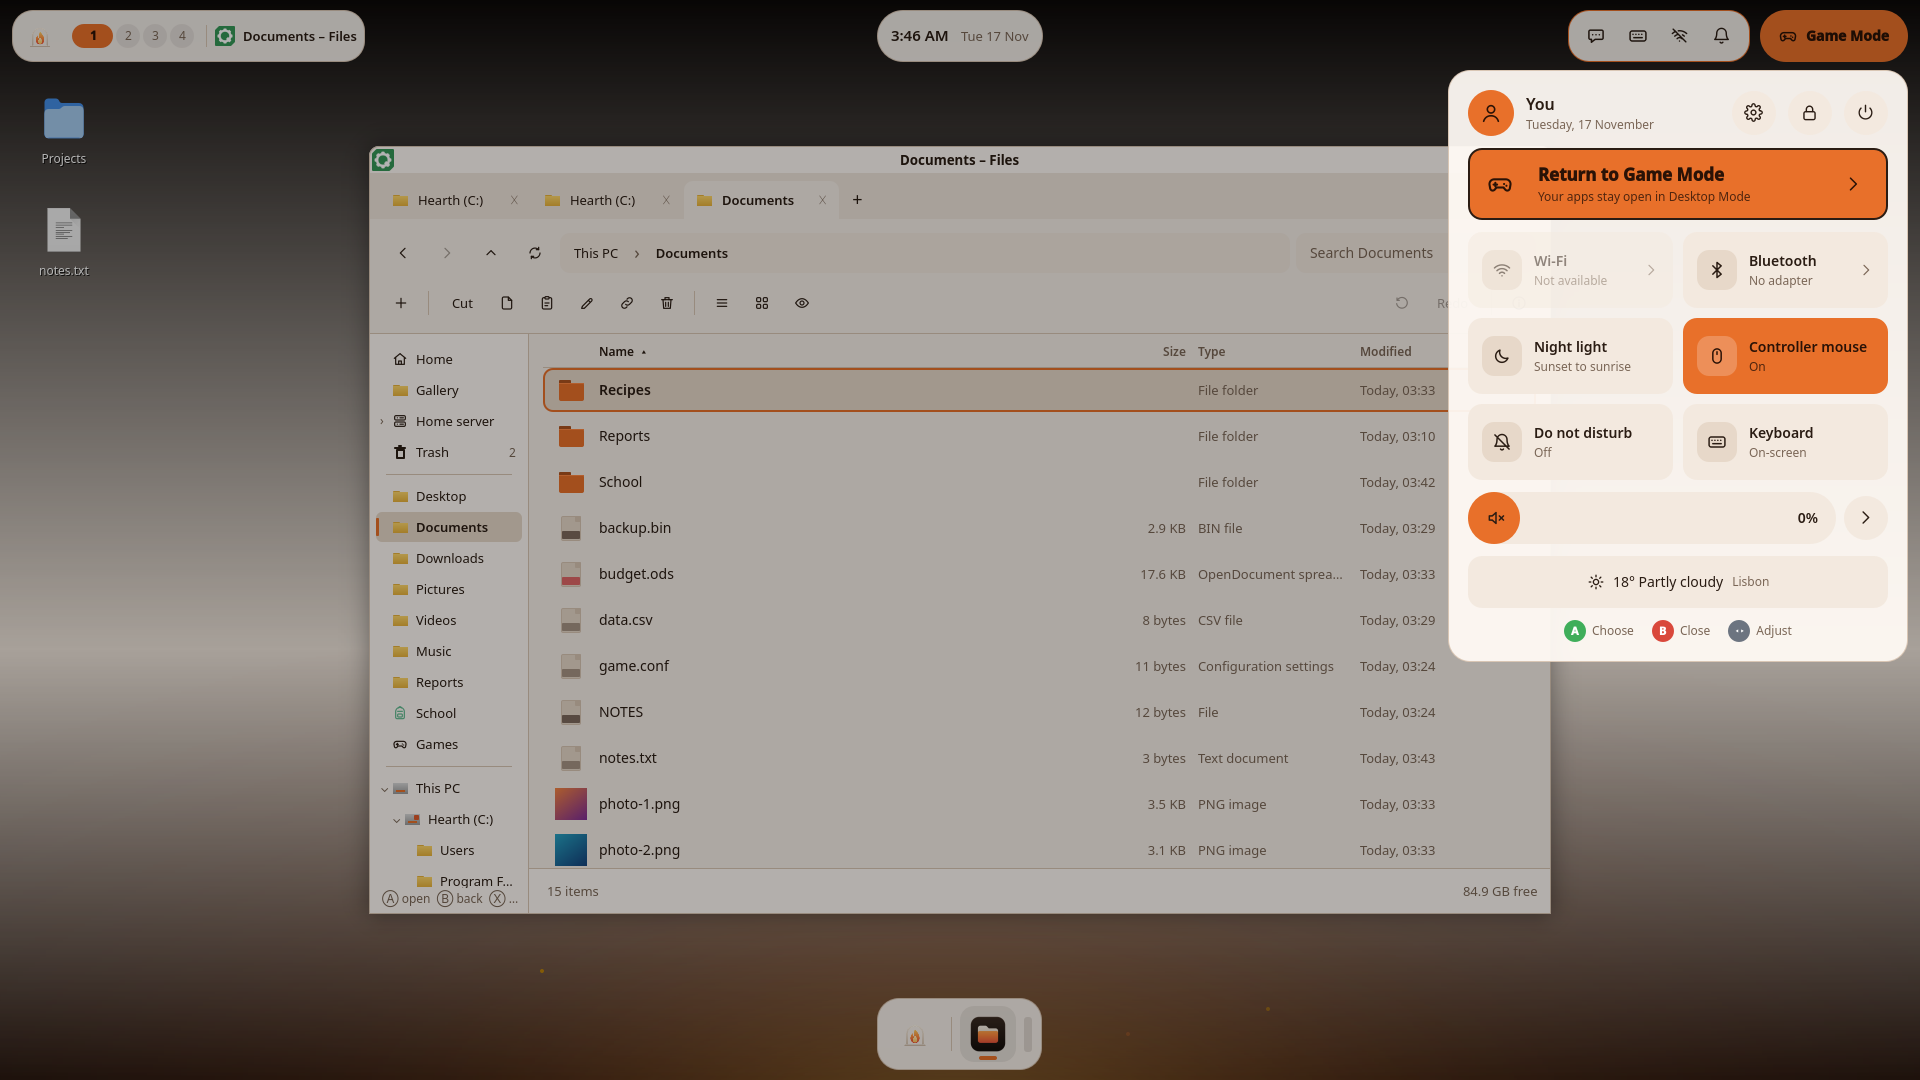 1 2 3 4 Documents – Files
3:46 AM Tue 17 Nov
Game Mode
Projects
notes.txt
Documents – Files
Hearth (C:) Hearth (C:) Documents
This PC Documents
Search Documents
Cut
Home
Gallery
Home server
Trash 2
Desktop
Documents
Downloads
Pictures
Videos
Music
Reports
School
Games
This PC
Hearth (C:)
Users
Program F...
A open B back X ...
Name Size Type Modified
Recipes File folder Today, 03:33
Reports File folder Today, 03:10
School File folder Today, 03:42
backup.bin 2.9 KB BIN file Today, 03:29
budget.ods 17.6 KB OpenDocument sprea... Today, 03:33
data.csv 8 bytes CSV file Today, 03:29
game.conf 11 bytes Configuration settings Today, 03:24
NOTES 12 bytes File Today, 03:24
notes.txt 3 bytes Text document Today, 03:43
photo-1.png 3.5 KB PNG image Today, 03:33
photo-2.png 3.1 KB PNG image Today, 03:33
15 items 84.9 GB free
You
Tuesday, 17 November
Return to Game Mode
Your apps stay open in Desktop Mode
Wi-Fi
Not available
Bluetooth
No adapter
Night light
Sunset to sunrise
Controller mouse
On
Do not disturb
Off
Keyboard
On-screen
0%
18° Partly cloudy Lisbon
A Choose B Close Adjust